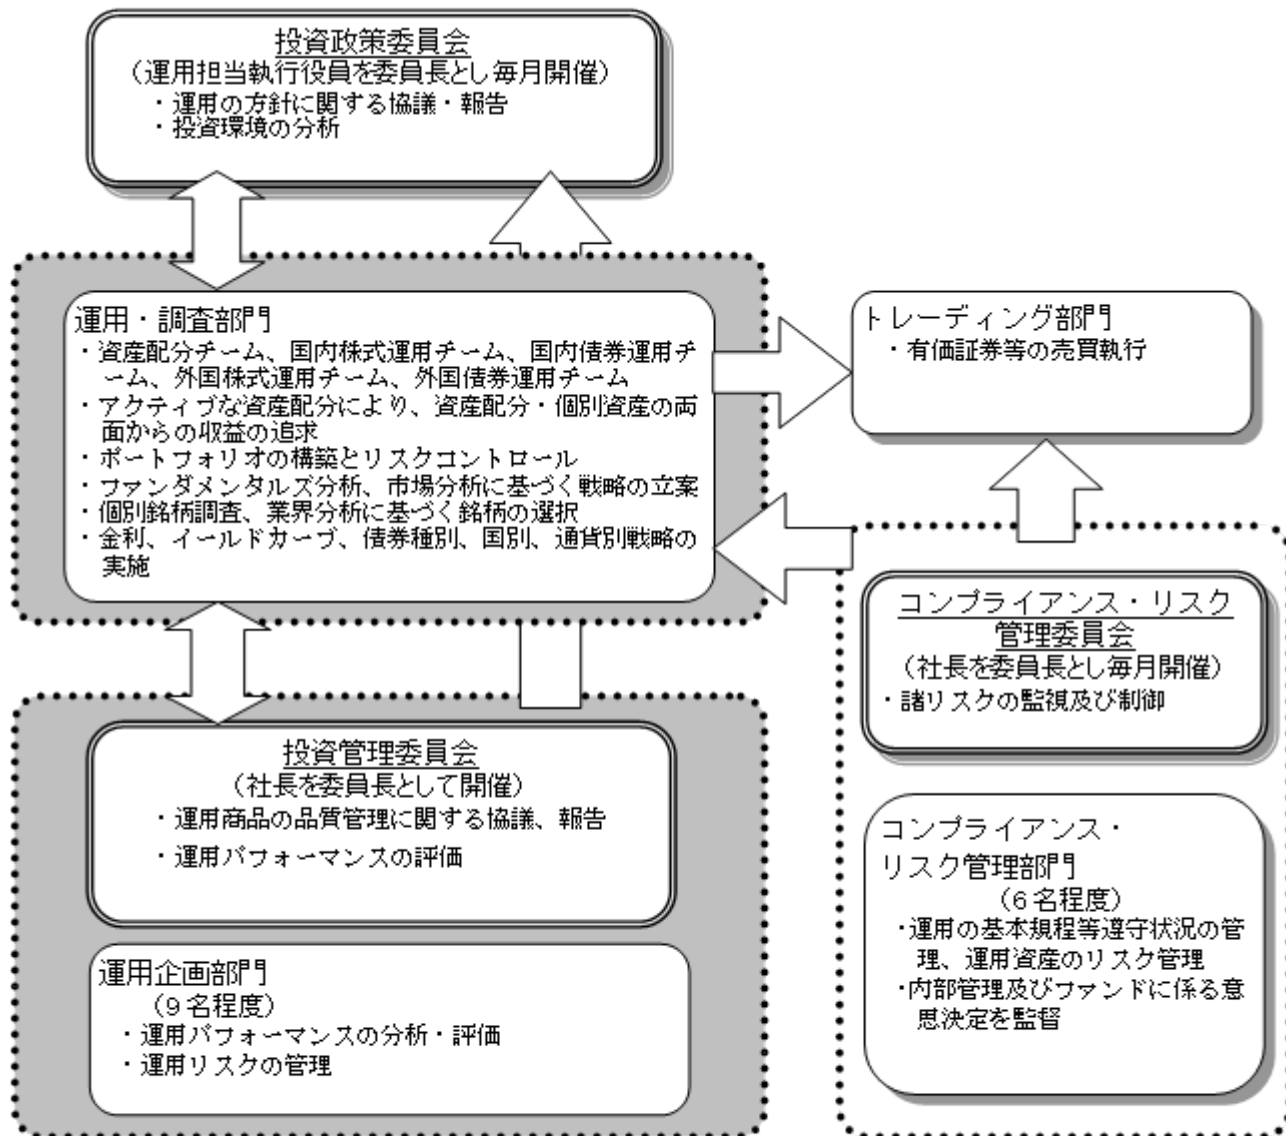 投資政策委員会
（運用担当執行役員を委員長とし毎月開催）
・運用の方針に関する協議・報告
・投資環境の分析
運用・調査部門
・資産配分チーム、国内株式運用チーム、国内債券運用チ
ーム、外国株式運用チーム、外国債券運用チーム
・アクティブな資産配分により、資産配分・個別資産の両
面からの収益の追求
・ポートフォリオの構築とリスクコントロール
・ファンダメンタルズ分析、市場分析に基づく戦略の立案
・個別銘柄調査、業界分析に基づく銘柄の選択
・金利、イールドカーブ、債券種別、国別、通貨別戦略の
実施
トレーディング部門
・有価証券等の売買執行
コンプライアンス・リスク
管理委員会
（社長を委員長とし毎月開催）
・諸リスクの監視及び制御
投資管理委員会
（社長を委員長として開催）
・運用商品の品質管理に関する協議、報告
・運用パフォーマンスの評価
運用企画部門
（9名程度）
・運用パフォーマンスの分析・評価
・運用リスクの管理
コンプライアンス・
リスク管理部門
（6名程度）
・運用の基本規程等遵守状況の管
理、運用資産のリスク管理
・内部管理及びファンドに係る意
思決定を監督